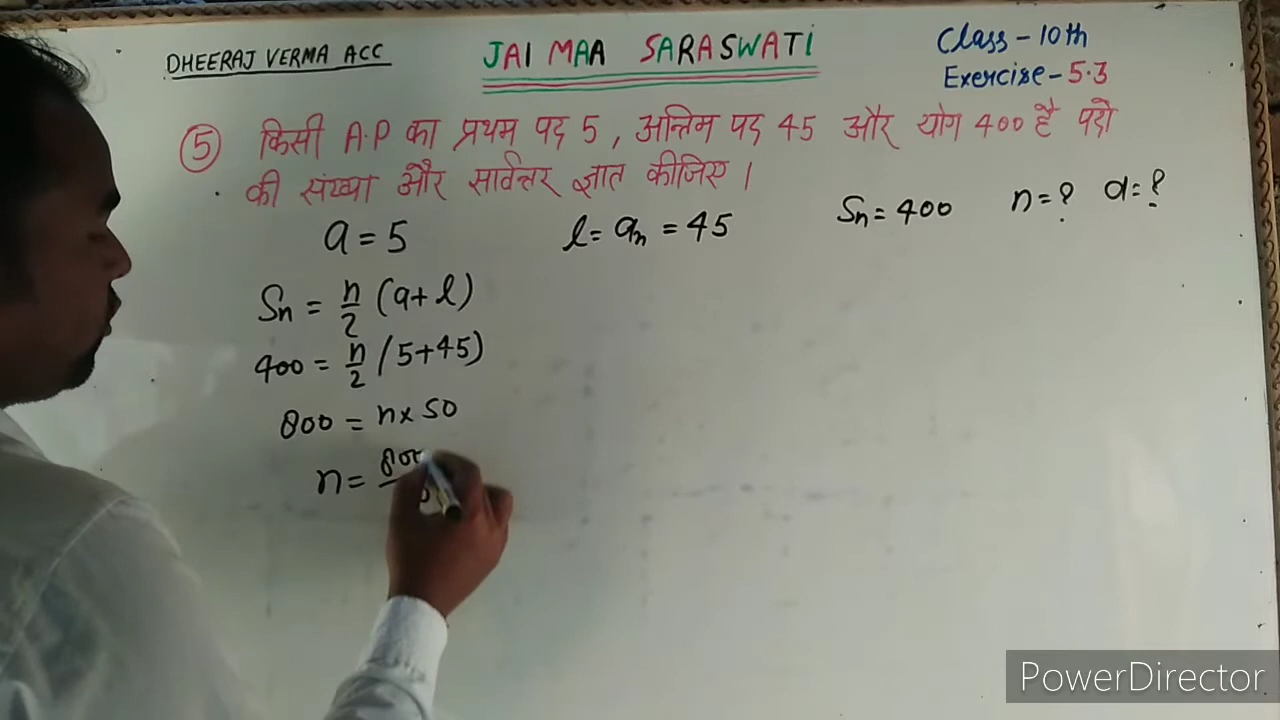 DHEERAJ VERMA ACC
JAI MAA SARASWATI
Class - 10th
Exercise - 5.3
⑤ किसी A.P का प्रथम पद 5, अन्तिम पद 45 और योग 400 है पदो
की संख्या और सार्वन्तर ज्ञात कीजिए।
a = 5
l = aₙ = 45
Sn = 400
n = ?
d = ?
Sn = n/2 (a + l)
400 = n/2 (5 + 45)
800 = n × 50
n =
PowerDirector